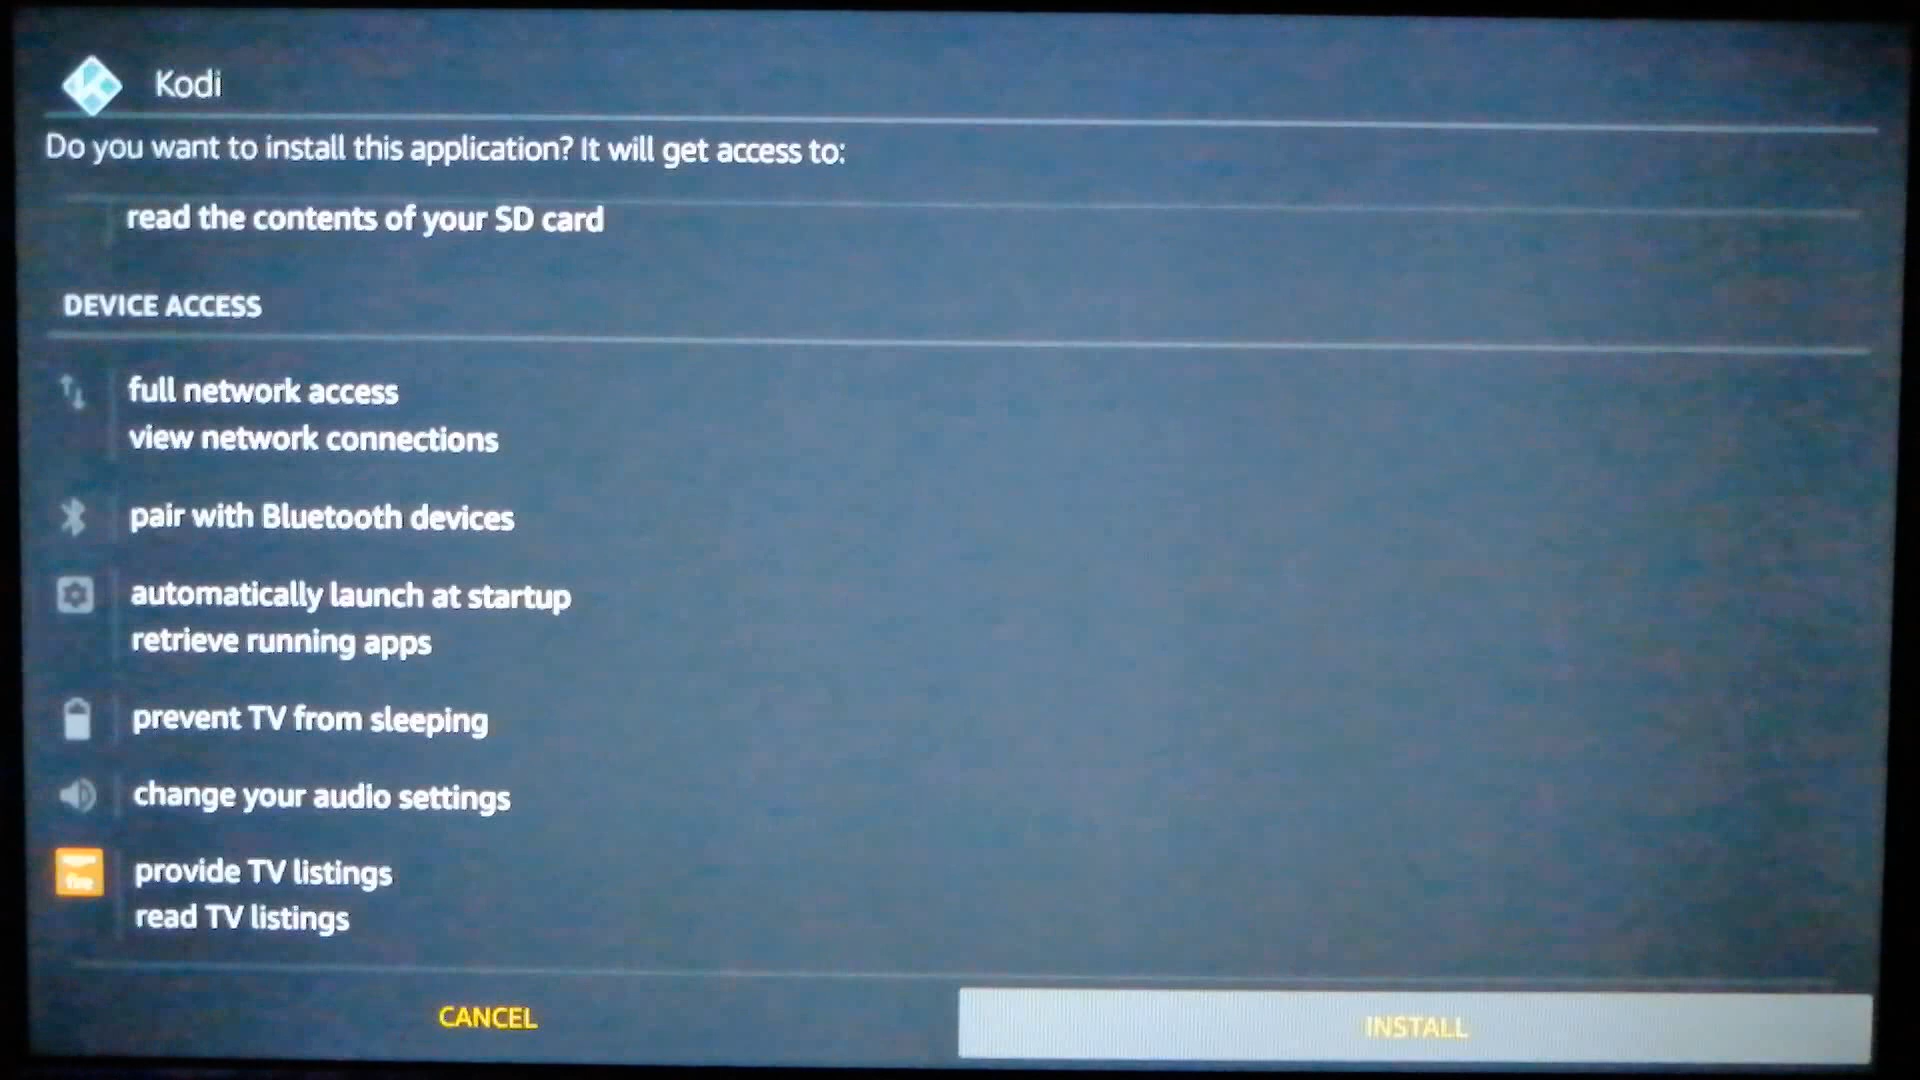 Kodi
Do you want to install this application? It will get access to:
read the contents of your SD card
DEVICE ACCESS
full network access
view network connections
pair with Bluetooth devices
automatically launch at startup
retrieve running apps
prevent TV from sleeping
change your audio settings
provide TV listings
fire
read TV listings
CANCEL
INSTALL